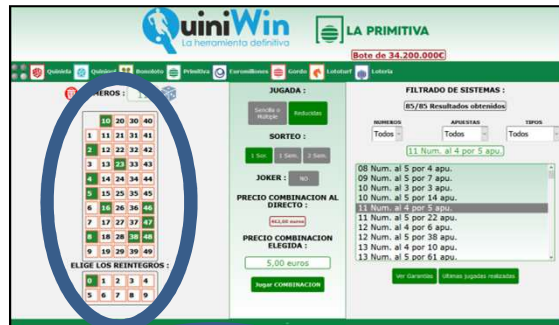 QuiniWin
La herramienta definitiva
LA PRIMITIVA
Bote de 34.200.000€
Quiniela
Bonoloto
Primitiva
Euromillones
Gordo
Lototurf
Loteria
11
10 20 30 40
1 11 21 31 41
2 12 22 32 42
3 13 23 33 43
4 14 24 34 44
5 15 25 35 45
6 16 26 36 46
7 17 27 37 47
8 18 28 38 48
9 19 29 39 49
ELIGE LOS REINTEGROS :
0 1 2 3 4
5 6 7 8 9
JUGADA :
Sencilla o
Múltiple
Reducidas
SORTEO :
1 Sor. 1 Sem. 2 Sem.
JOKER : NO
PRECIO COMBINACION AL
DIRECTO :
462,00 euros
PRECIO COMBINACION
ELEGIDA :
5,00 euros
Jugar COMBINACION
FILTRADO DE SISTEMAS :
85/85 Resultados obtenidos
NUMEROS APUESTAS TIPOS
Todos Todos Todos
11 Num. al 4 por 5 apu.
08 Num. al 5 por 4 apu.
09 Num. al 5 por 7 apu.
10 Num. al 3 por 3 apu.
10 Num. al 5 por 14 apu.
11 Num. al 4 por 5 apu.
11 Num. al 5 por 22 apu.
12 Num. al 4 por 6 apu.
12 Num. al 5 por 38 apu.
13 Num. al 4 por 10 apu.
13 Num. al 5 por 61 apu.
Ver Garantías
Ultimas jugadas realizadas